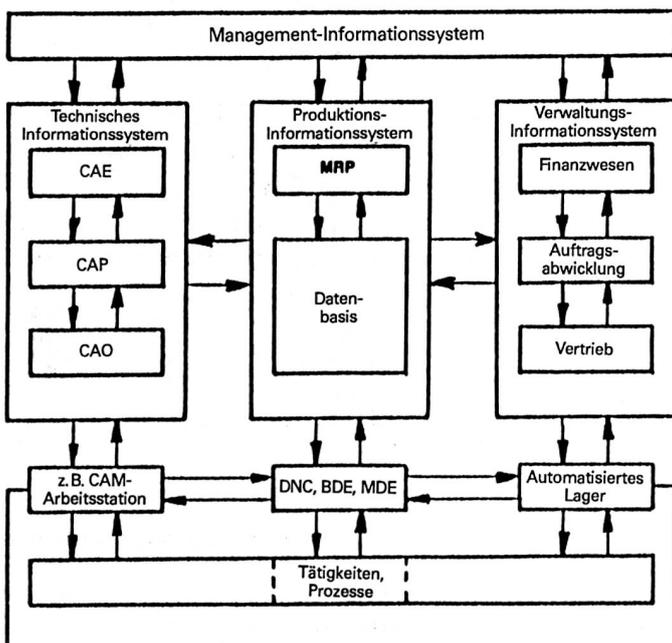 Management-Informationssystem
Technisches
Informationssystem
CAE
CAP
CAO
Produktions-
Informationssystem
MRP
Daten-
basis
Verwaltungs-
Informationssystem
Finanzwesen
Auftrags-
abwicklung
Vertrieb
z.B. CAM-
Arbeitsstation
DNC, BDE, MDE
Automatisiertes
Lager
Tätigkeiten,
Prozesse